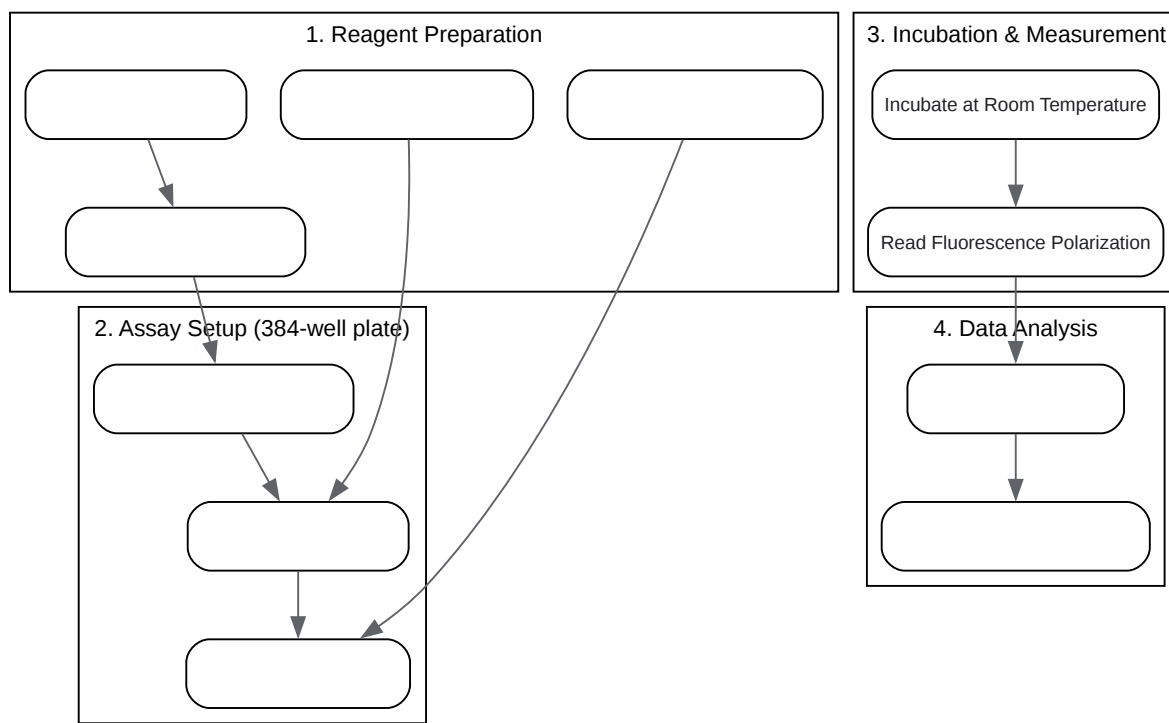 1. Reagent Preparation
2. Assay Setup (384-well plate)
3. Incubation & Measurement
Incubate at Room Temperature
Read Fluorescence Polarization
4. Data Analysis